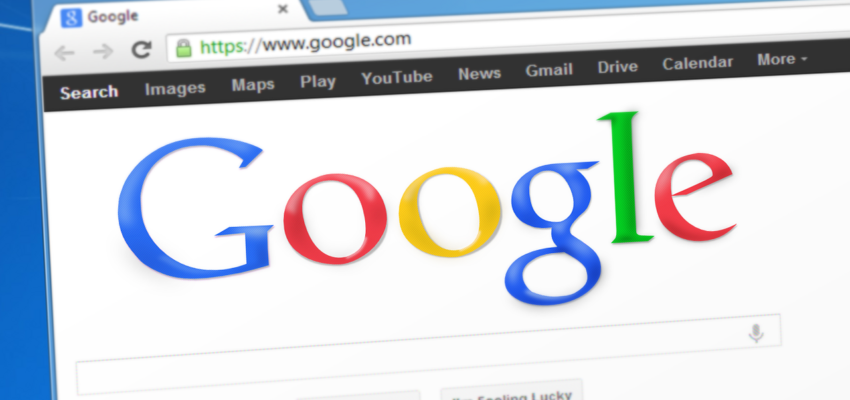 Google
https://www.google.com
Search Images Maps Play YouTube News Gmail Drive Calendar More
Google
I'm Feeling Lucky